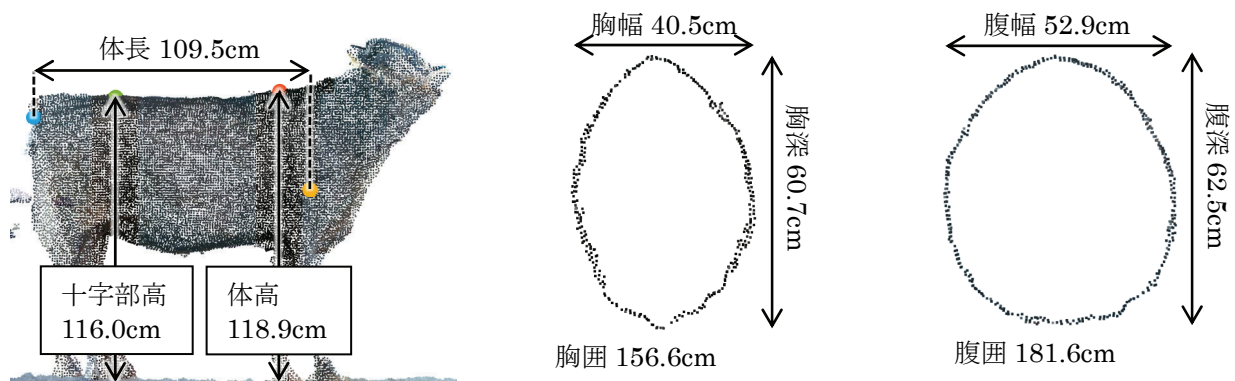 体長 109.5cm
十字部高
116.0cm
体高
118.9cm
胸幅 40.5cm
胸深 60.7cm
胸囲 156.6cm
腹幅 52.9cm
腹深 62.5cm
腹囲 181.6cm